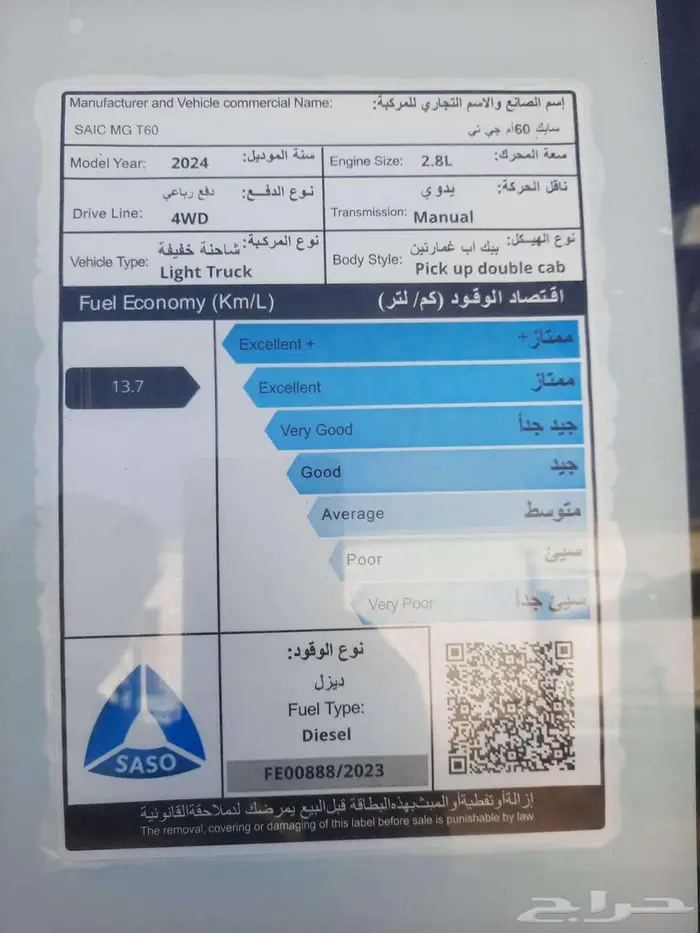 Manufacturer and Vehicle commercial Name: إسم الصانع والاسم التجاري للمركبة:
SAIC MG T60 سايك 60أم جي تي
Model Year: 2024 سنة الموديل:
Engine Size: 2.8L سعة المحرك:
نوع الدفع: دفع رباعي
Drive Line: 4WD
ناقل الحركة: يدوي
Transmission: Manual
نوع المركبة: شاحنة خفيفة
Vehicle Type: Light Truck
نوع الهيكل: بيك أب غمارتين
Body Style: Pick up double cab
Fuel Economy (Km/L) اقتصاد الوقود (كم/ لتر)
Excellent + ممتاز+
13.7
Excellent ممتاز
Very Good جيد جداً
Good جيد
Average متوسط
Poor سيئ
Very Poor سيئ جداً
SASO
نوع الوقود:
ديزل
Fuel Type:
Diesel
FE00888/2023
إزالة أو تغطية أو العبث بهذه البطاقة قبل البيع يعرضك للملاحقة القانونية
The removal, covering or damaging of this label before sale is punishable by law
حراج